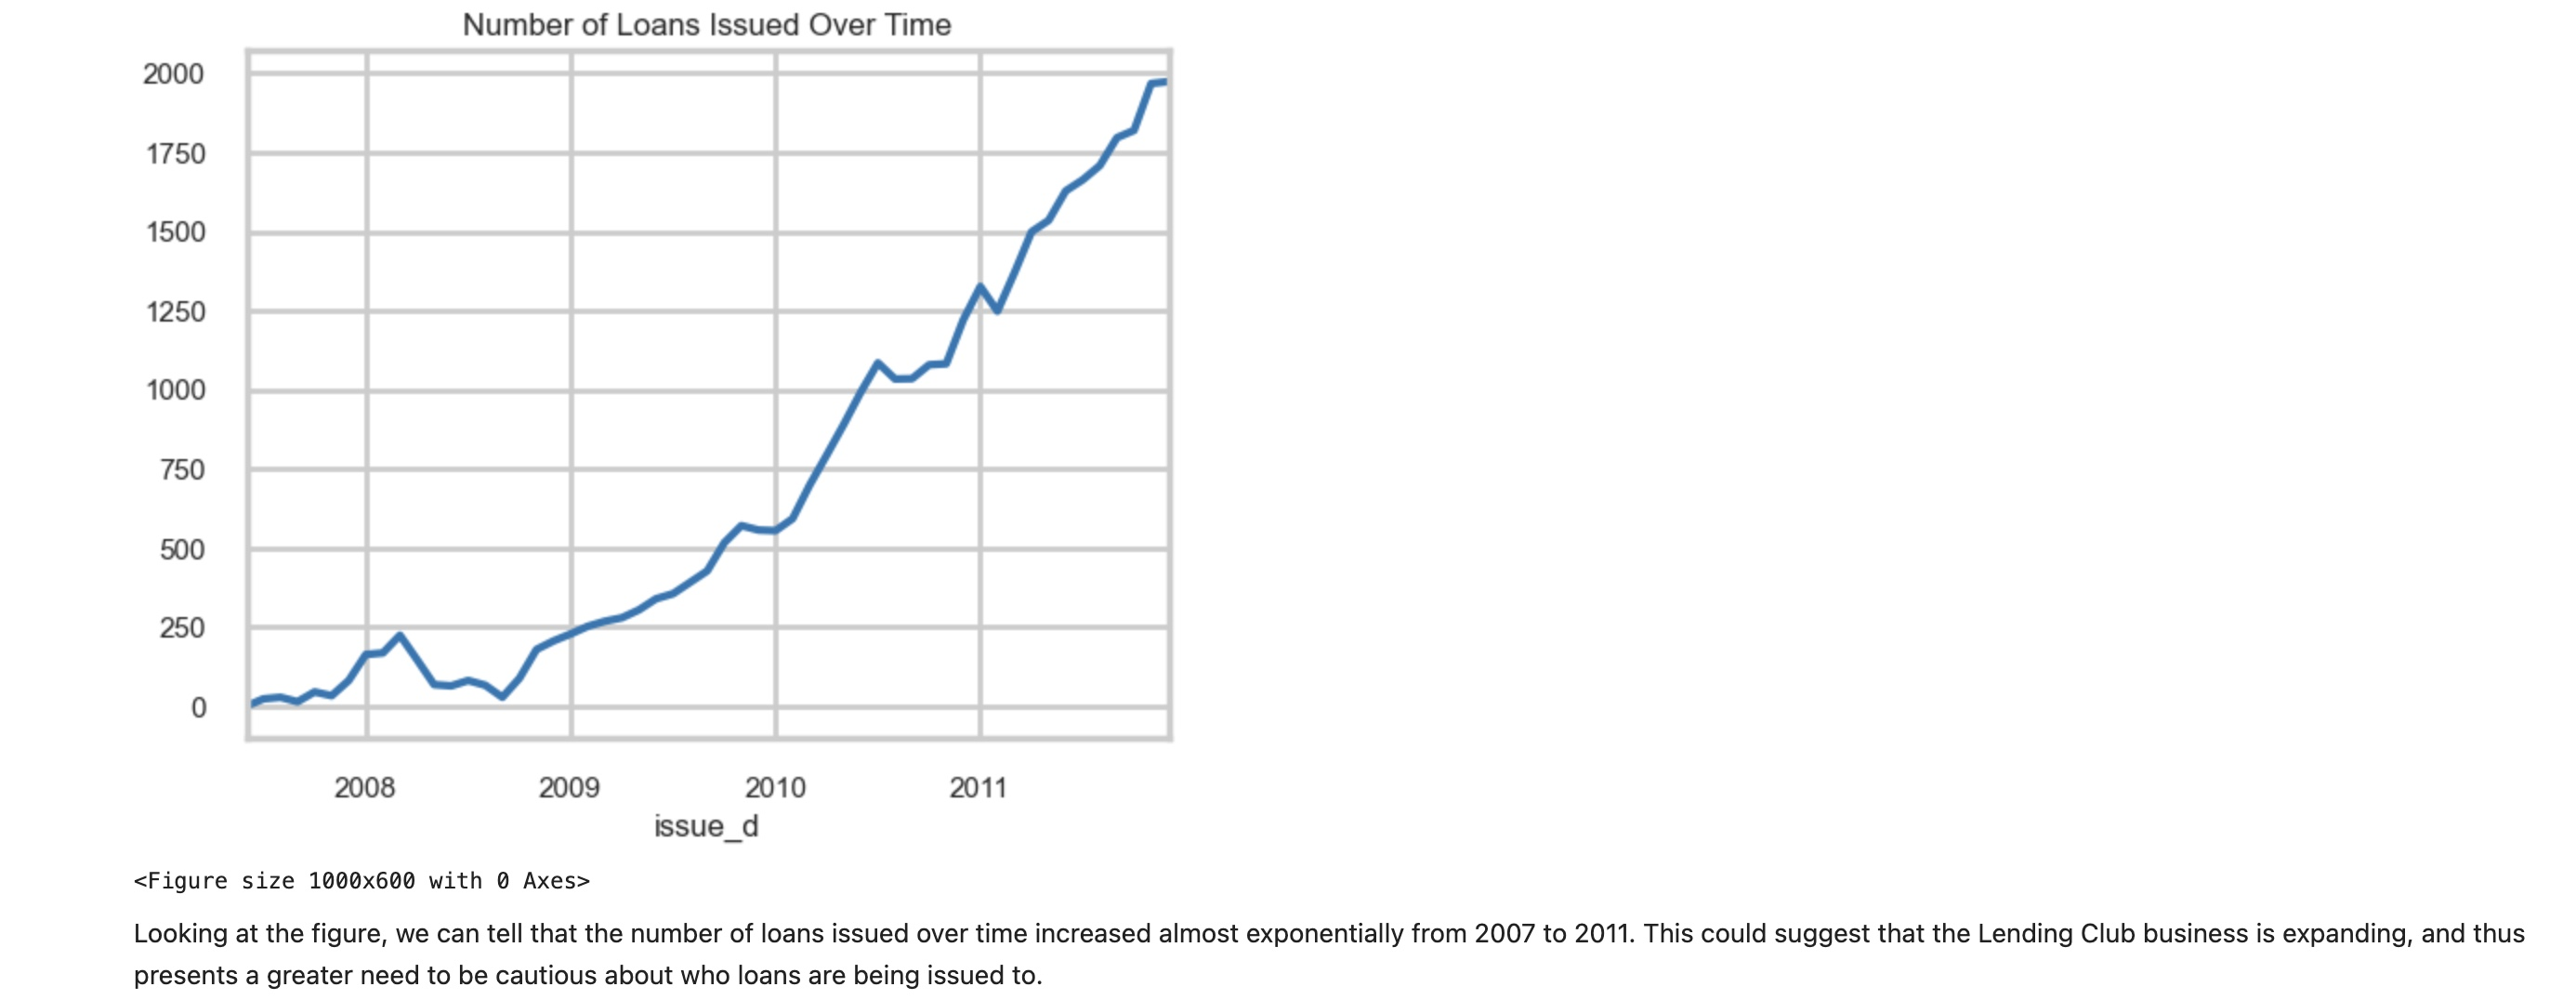 Number of Loans Issued Over Time
2000
1750
1500
1250
1000
750
500
250
0
2008 2009 2010 2011
issue_d
<Figure size 1000x600 with 0 Axes>
Looking at the figure, we can tell that the number of loans issued over time increased almost exponentially from 2007 to 2011. This could suggest that the Lending Club business is expanding, and thus
presents a greater need to be cautious about who loans are being issued to.